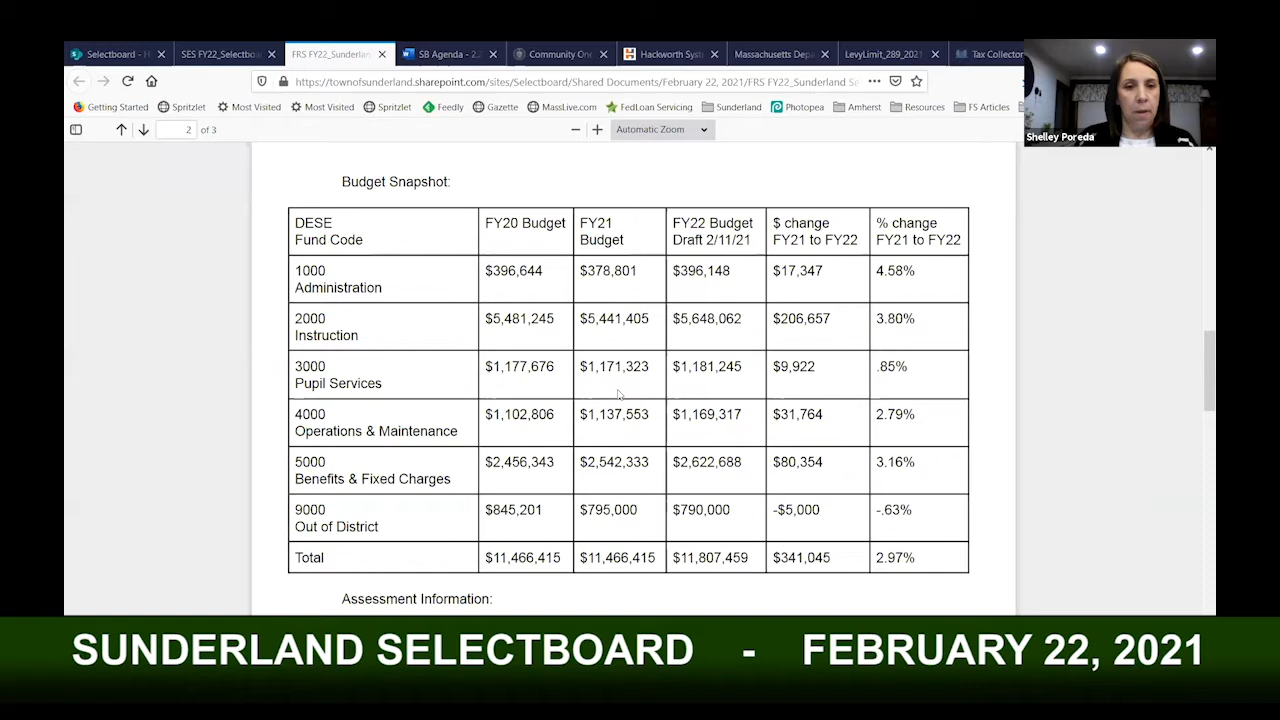 Selectboard - H
SES FY22_Selectbo
FRS FY22_Sunderlan
SB Agenda - 2.2
Community One
Hackworth Syst
Massachusetts Depa
LevyLimit_289_2021
Tax Collector
https://townofsunderland.sharepoint.com/sites/Selectboard/Shared Documents/February 22, 2021/FRS FY22_Sunderland Se
Getting Started Spritzlet Most Visited Most Visited Spritzlet Feedly Gazette MassLive.com FedLoan Servicing Sunderland Photopea Amherst Resources FS Articles
2 of 3
Automatic Zoom
Shelley Poreda
Budget Snapshot:
DESE
Fund Code
FY20 Budget
FY21
Budget
FY22 Budget
Draft 2/11/21
$ change
FY21 to FY22
% change
FY21 to FY22
1000
Administration
$396,644
$378,801
$396,148
$17,347
4.58%
2000
Instruction
$5,481,245
$5,441,405
$5,648,062
$206,657
3.80%
3000
Pupil Services
$1,177,676
$1,171,323
$1,181,245
$9,922
.85%
4000
Operations & Maintenance
$1,102,806
$1,137,553
$1,169,317
$31,764
2.79%
5000
Benefits & Fixed Charges
$2,456,343
$2,542,333
$2,622,688
$80,354
3.16%
9000
Out of District
$845,201
$795,000
$790,000
-$5,000
-.63%
Total
$11,466,415
$11,466,415
$11,807,459
$341,045
2.97%
Assessment Information:
SUNDERLAND SELECTBOARD - FEBRUARY 22, 2021